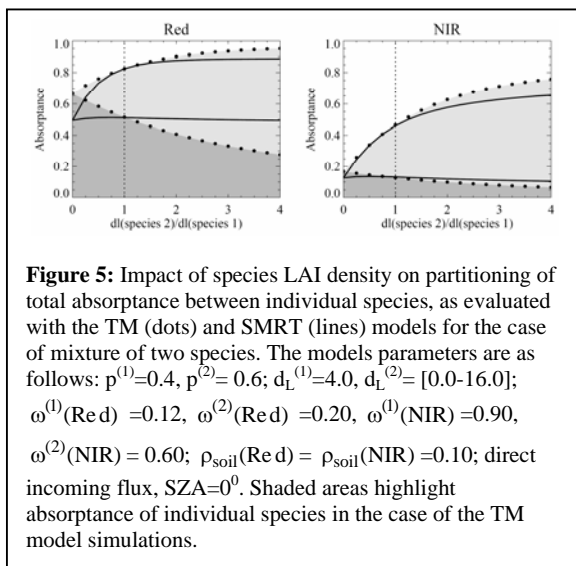 Red
NIR
1.0
0.8
0.6
0.4
0.2
0.0
Absorptance
0
1
2
3
4
dl(species 2)/dl(species 1)
1.0
0.8
0.6
0.4
0.2
0.0
Absorptance
0
1
2
3
4
dl(species 2)/dl(species 1)
Figure 5: Impact of species LAI density on partitioning of
total absorptance between individual species, as evaluated
with the TM (dots) and SMRT (lines) models for the case
of mixture of two species. The models parameters are as
follows: p⁽¹⁾=0.4, p⁽²⁾= 0.6; d_L⁽¹⁾=4.0, d_L⁽²⁾= [0.0-16.0];
ω⁽¹⁾(Red) =0.12, ω⁽²⁾(Red) =0.20, ω⁽¹⁾(NIR) =0.90,
ω⁽²⁾(NIR) = 0.60; ρ_soil(Red) = ρ_soil(NIR) =0.10; direct
incoming flux, SZA=0⁰. Shaded areas highlight
absorptance of individual species in the case of the TM
model simulations.